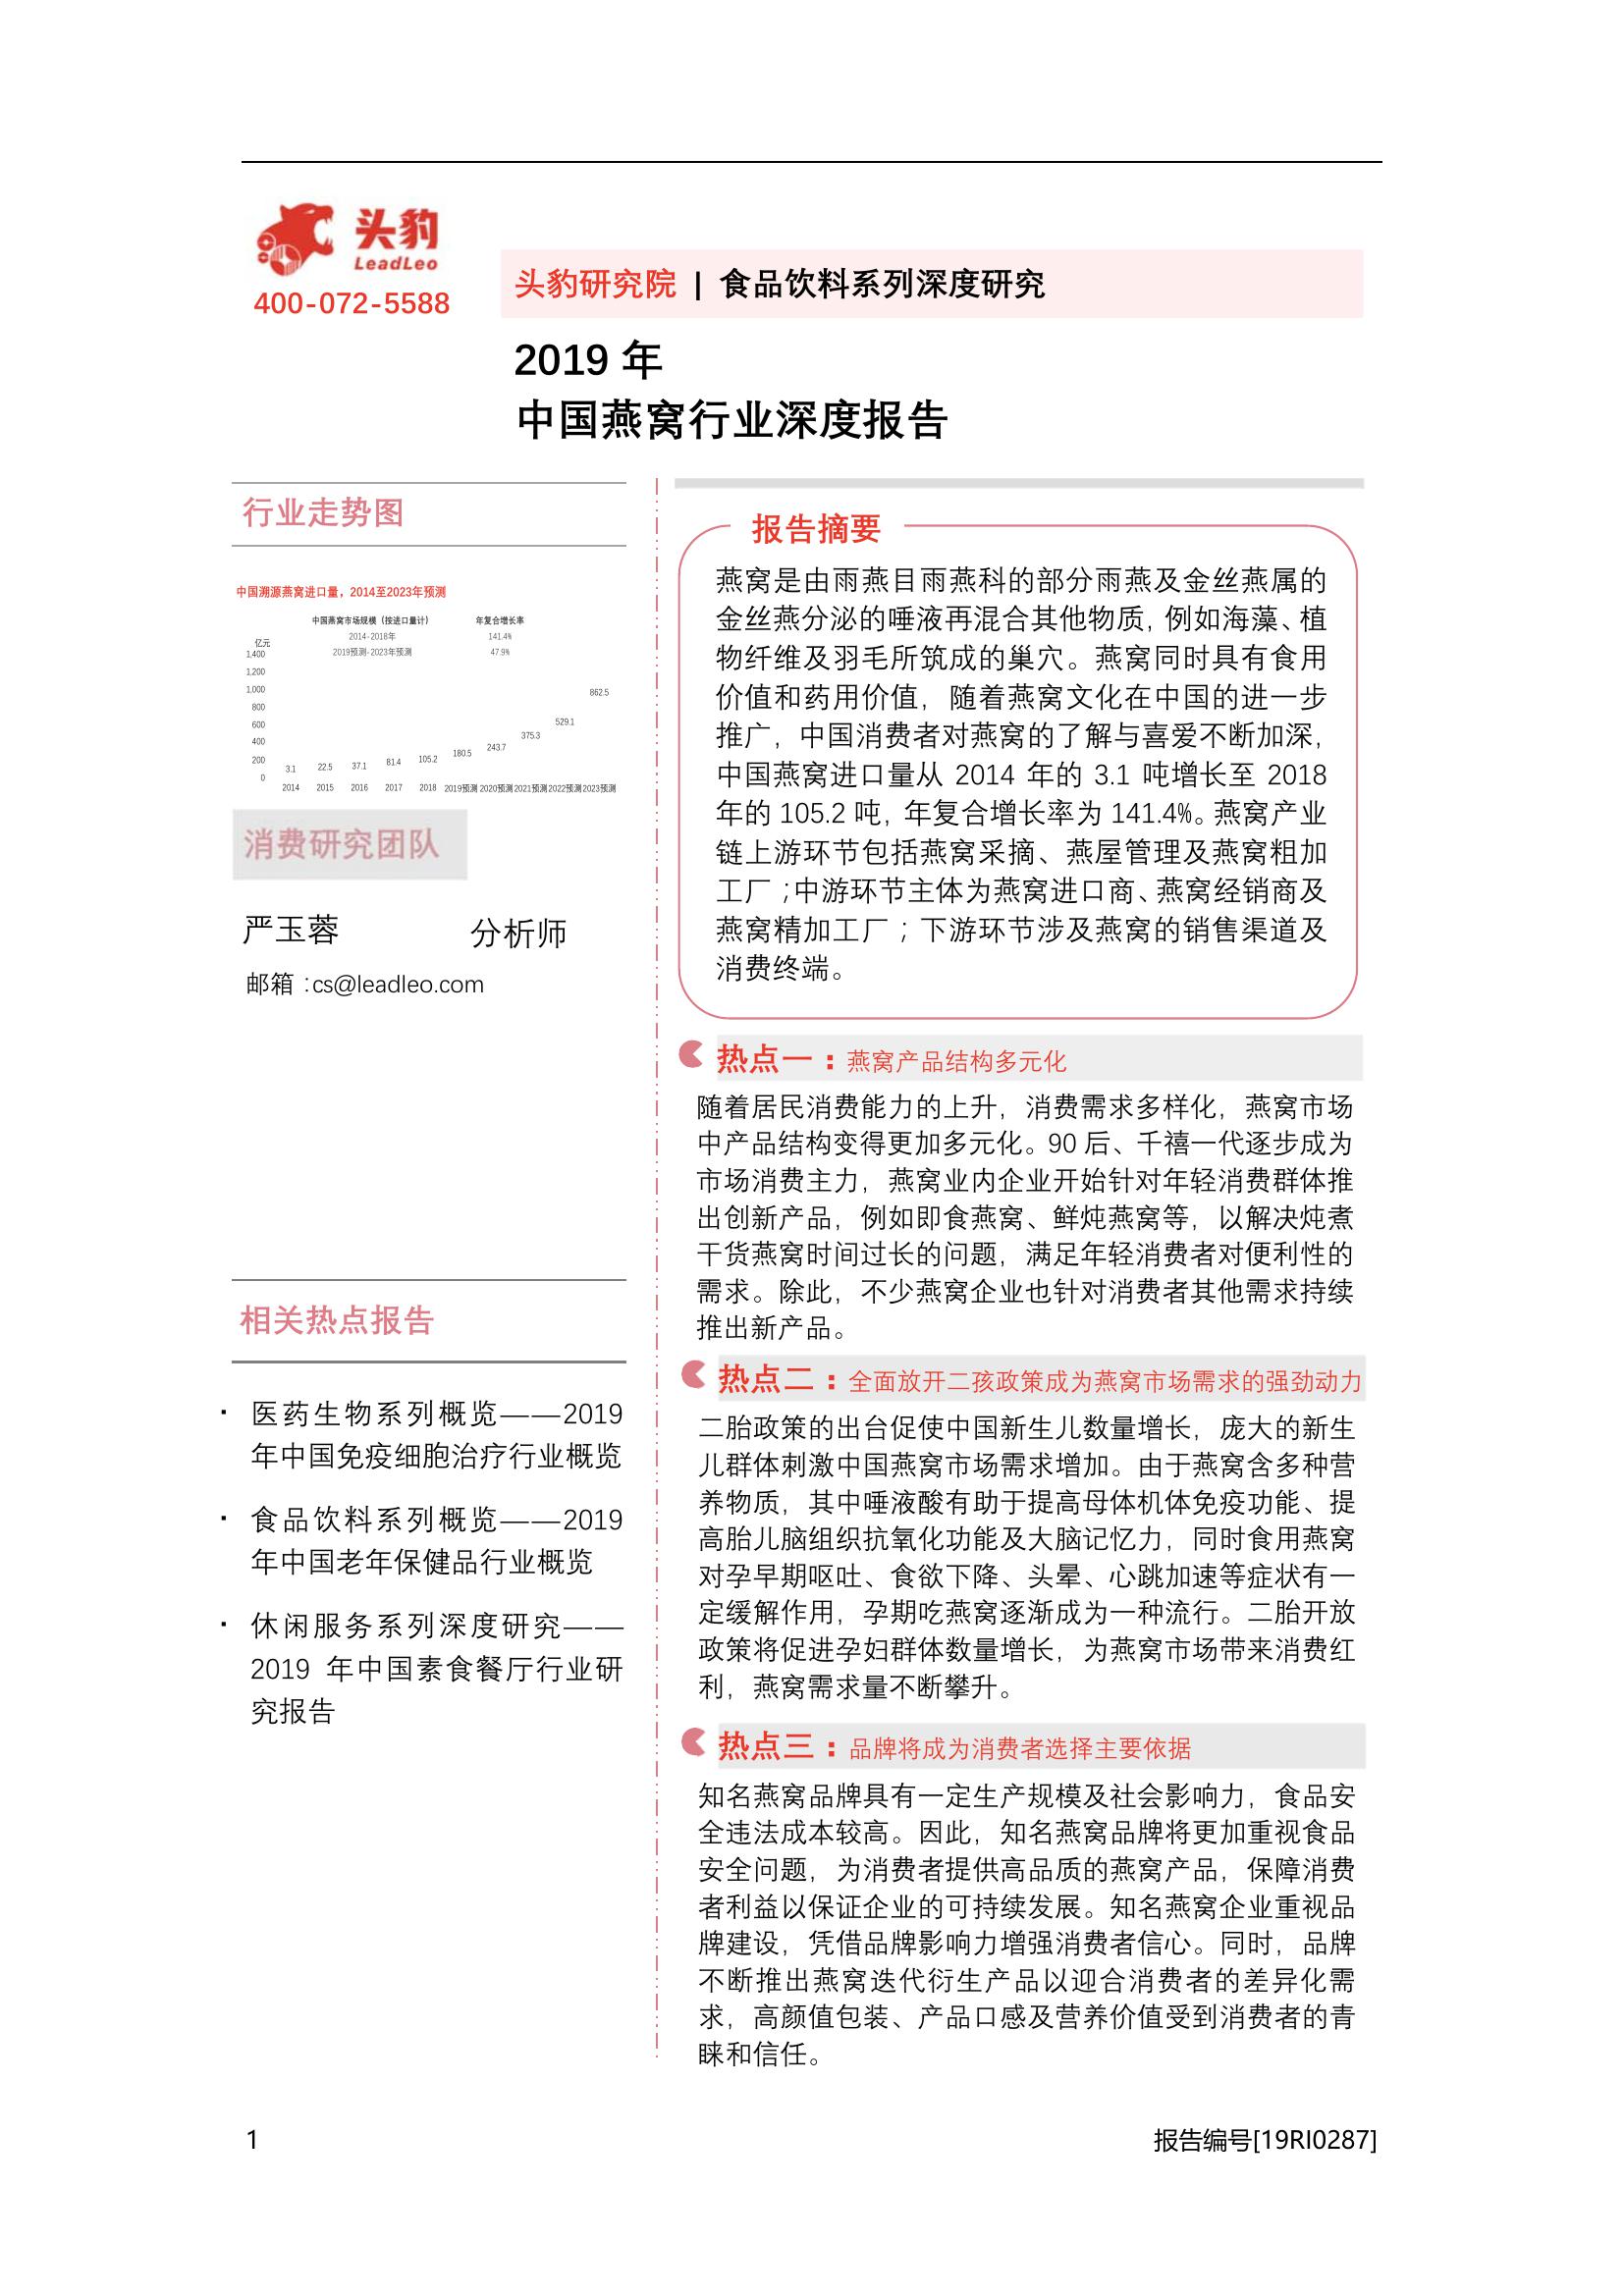 头豹
LeadLeo
400-072-5588
头豹研究院 | 食品饮料系列深度研究
2019 年
中国燕窝行业深度报告
行业走势图
中国溯源燕窝进口量，2014至2023年预测
中国燕窝市场规模（按进口量计） 年复合增长率
2014-2018年 141.4%
2019预测-2023年预测 47.9%
亿元
1,400
1,200
1,000
800
600
400
200
0
3.1 22.5 37.1 81.4 105.2 180.5 243.7 375.3 529.1 862.5
2014 2015 2016 2017 2018 2019预测 2020预测 2021预测 2022预测 2023预测
消费研究团队
严玉蓉 分析师
邮箱：cs@leadleo.com
相关热点报告
· 医药生物系列概览——2019
年中国免疫细胞治疗行业概览
· 食品饮料系列概览——2019
年中国老年保健品行业概览
· 休闲服务系列深度研究——
2019 年中国素食餐厅行业研
究报告
报告摘要
燕窝是由雨燕目雨燕科的部分雨燕及金丝燕属的
金丝燕分泌的唾液再混合其他物质，例如海藻、植
物纤维及羽毛所筑成的巢穴。燕窝同时具有食用
价值和药用价值，随着燕窝文化在中国的进一步
推广，中国消费者对燕窝的了解与喜爱不断加深，
中国燕窝进口量从 2014 年的 3.1 吨增长至 2018
年的 105.2 吨，年复合增长率为 141.4%。燕窝产业
链上游环节包括燕窝采摘、燕屋管理及燕窝粗加
工厂；中游环节主体为燕窝进口商、燕窝经销商及
燕窝精加工厂；下游环节涉及燕窝的销售渠道及
消费终端。
热点一：燕窝产品结构多元化
随着居民消费能力的上升，消费需求多样化，燕窝市场
中产品结构变得更加多元化。90 后、千禧一代逐步成为
市场消费主力，燕窝业内企业开始针对年轻消费群体推
出创新产品，例如即食燕窝、鲜炖燕窝等，以解决炖煮
干货燕窝时间过长的问题，满足年轻消费者对便利性的
需求。除此，不少燕窝企业也针对消费者其他需求持续
推出新产品。
热点二：全面放开二孩政策成为燕窝市场需求的强劲动力
二胎政策的出台促使中国新生儿数量增长，庞大的新生
儿群体刺激中国燕窝市场需求增加。由于燕窝含多种营
养物质，其中唾液酸有助于提高母体机体免疫功能、提
高胎儿脑组织抗氧化功能及大脑记忆力，同时食用燕窝
对孕早期呕吐、食欲下降、头晕、心跳加速等症状有一
定缓解作用，孕期吃燕窝逐渐成为一种流行。二胎开放
政策将促进孕妇群体数量增长，为燕窝市场带来消费红
利，燕窝需求量不断攀升。
热点三：品牌将成为消费者选择主要依据
知名燕窝品牌具有一定生产规模及社会影响力，食品安
全违法成本较高。因此，知名燕窝品牌将更加重视食品
安全问题，为消费者提供高品质的燕窝产品，保障消费
者利益以保证企业的可持续发展。知名燕窝企业重视品
牌建设，凭借品牌影响力增强消费者信心。同时，品牌
不断推出燕窝迭代衍生产品以迎合消费者的差异化需
求，高颜值包装、产品口感及营养价值受到消费者的青
睐和信任。
1 报告编号[19RI0287]